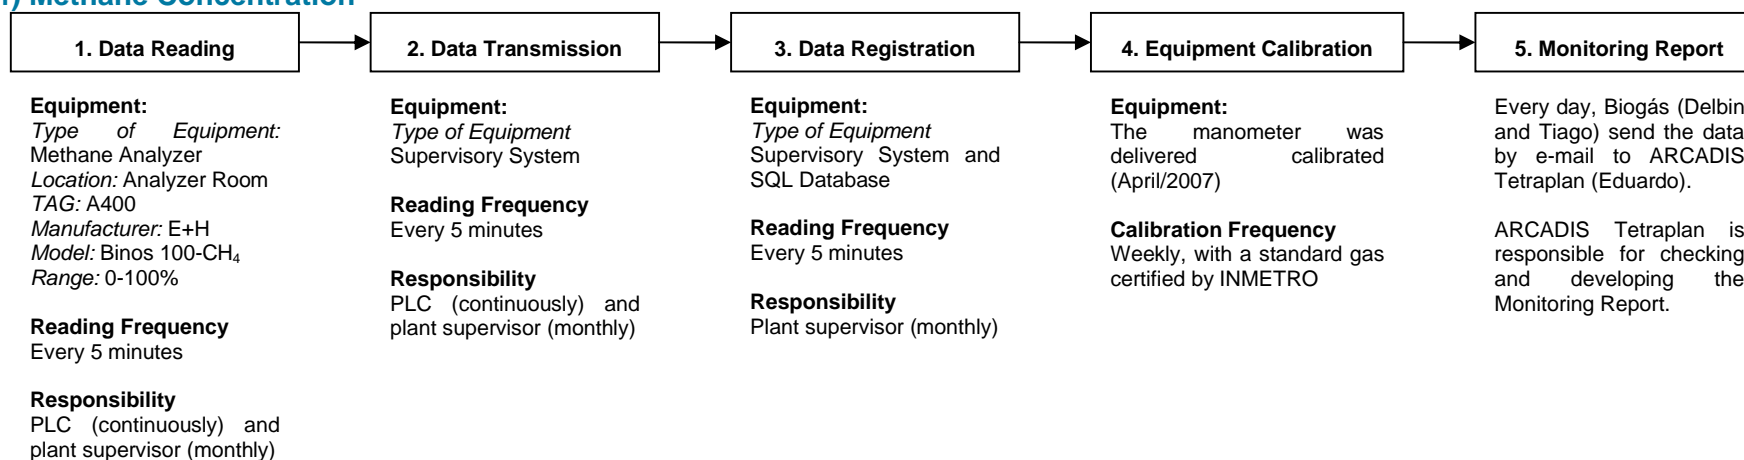 Methane Concentration
1. Data Reading
2. Data Transmission
3. Data Registration
4. Equipment Calibration
5. Monitoring Report
Equipment:
Type of Equipment:
Methane Analyzer
Location: Analyzer Room
TAG: A400
Manufacturer: E+H
Model: Binos 100-CH₄
Range: 0-100%
Reading Frequency
Every 5 minutes
Responsibility
PLC (continuously) and
plant supervisor (monthly)
Equipment:
Type of Equipment
Supervisory System
Reading Frequency
Every 5 minutes
Responsibility
PLC (continuously) and
plant supervisor (monthly)
Equipment:
Type of Equipment
Supervisory System and
SQL Database
Reading Frequency
Every 5 minutes
Responsibility
Plant supervisor (monthly)
Equipment:
The manometer was
delivered calibrated
(April/2007)
Calibration Frequency
Weekly, with a standard gas
certified by INMETRO
Every day, Biogás (Delbin
and Tiago) send the data
by e-mail to ARCADIS
Tetraplan (Eduardo).
ARCADIS Tetraplan is
responsible for checking
and developing the
Monitoring Report.